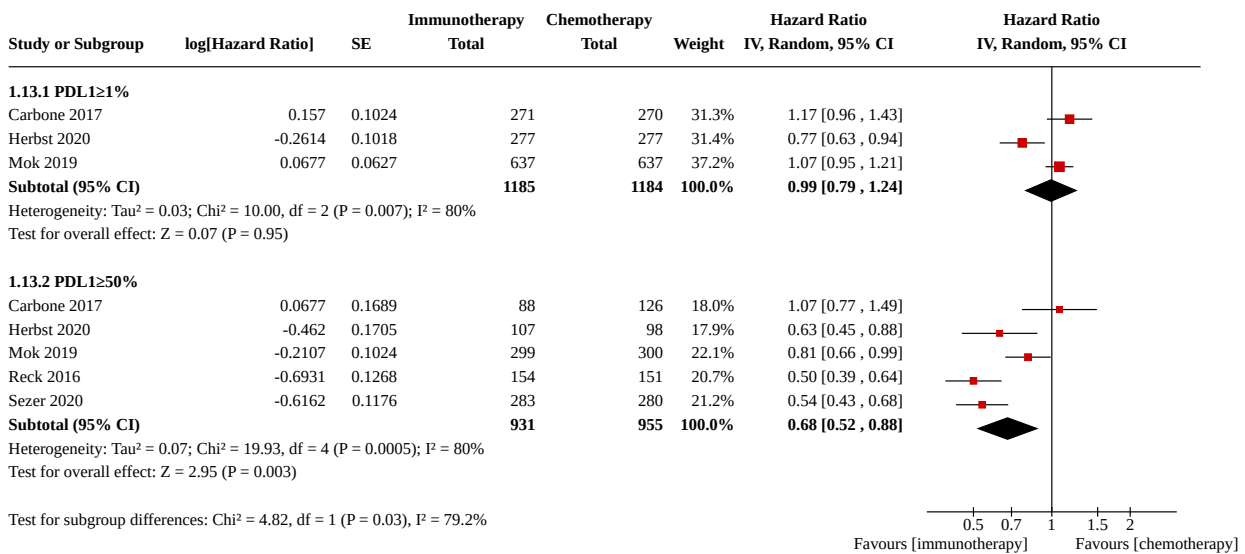 Immunotherapy Chemotherapy Hazard Ratio Hazard Ratio
Study or Subgroup log[Hazard Ratio] SE Total Total Weight IV, Random, 95% CI IV, Random, 95% CI
1.13.1 PDL1≥1%
Carbone 2017 0.157 0.1024 271 270 31.3% 1.17 [0.96 , 1.43]
Herbst 2020 -0.2614 0.1018 277 277 31.4% 0.77 [0.63 , 0.94]
Mok 2019 0.0677 0.0627 637 637 37.2% 1.07 [0.95 , 1.21]
Subtotal (95% CI) 1185 1184 100.0% 0.99 [0.79 , 1.24]
Heterogeneity: Tau² = 0.03; Chi² = 10.00, df = 2 (P = 0.007); I² = 80%
Test for overall effect: Z = 0.07 (P = 0.95)
1.13.2 PDL1≥50%
Carbone 2017 0.0677 0.1689 88 126 18.0% 1.07 [0.77 , 1.49]
Herbst 2020 -0.462 0.1705 107 98 17.9% 0.63 [0.45 , 0.88]
Mok 2019 -0.2107 0.1024 299 300 22.1% 0.81 [0.66 , 0.99]
Reck 2016 -0.6931 0.1268 154 151 20.7% 0.50 [0.39 , 0.64]
Sezer 2020 -0.6162 0.1176 283 280 21.2% 0.54 [0.43 , 0.68]
Subtotal (95% CI) 931 955 100.0% 0.68 [0.52 , 0.88]
Heterogeneity: Tau² = 0.07; Chi² = 19.93, df = 4 (P = 0.0005); I² = 80%
Test for overall effect: Z = 2.95 (P = 0.003)
Test for subgroup differences: Chi² = 4.82, df = 1 (P = 0.03), I² = 79.2%
0.5 0.7 1 1.5 2
Favours [immunotherapy] Favours [chemotherapy]